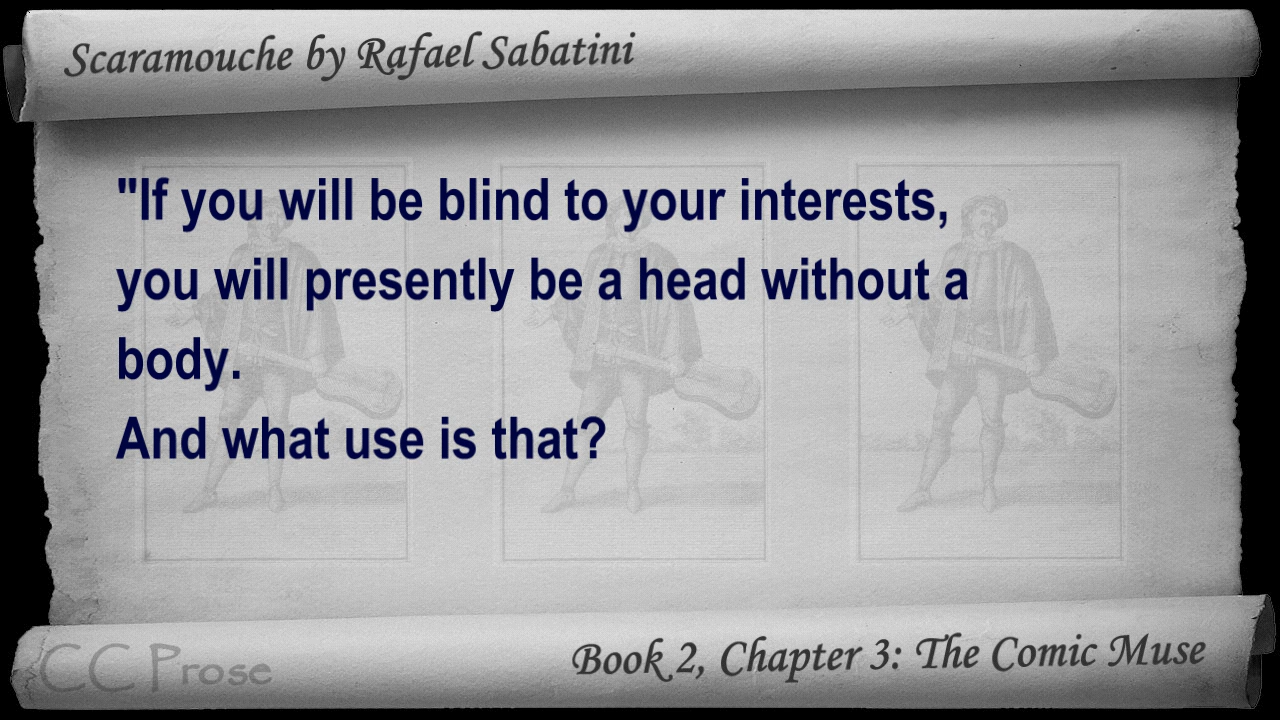 Scaramouche by Rafael Sabatini
"If you will be blind to your interests,
you will presently be a head without a
body.
And what use is that?
CC Prose
Book 2, Chapter 3: The Comic Muse